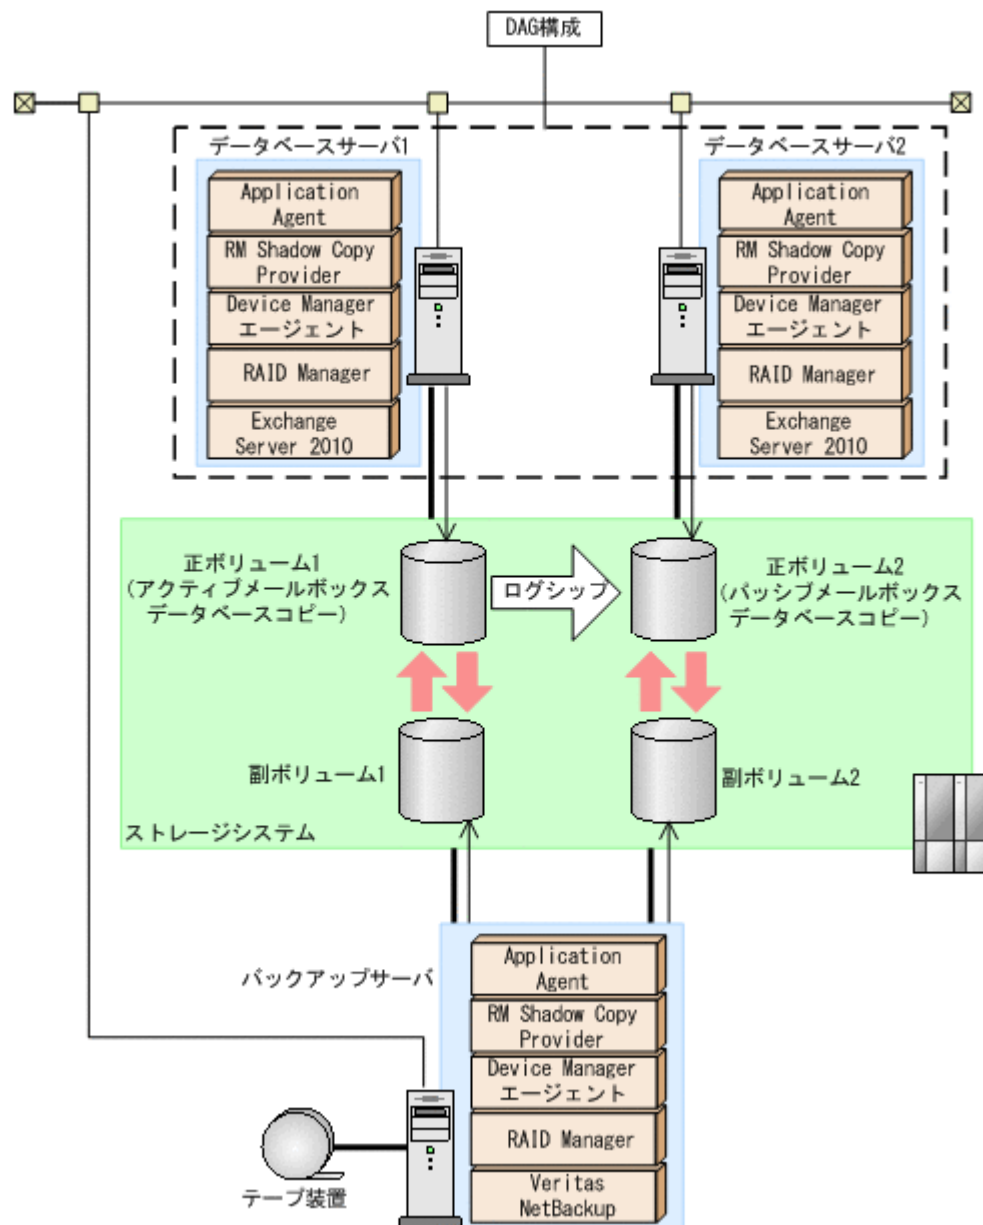 DAG構成
データベースサーバ1
Application
Agent
RM Shadow Copy
Provider
Device Manager
エージェント
RAID Manager
Exchange
Server 2010
データベースサーバ2
Application
Agent
RM Shadow Copy
Provider
Device Manager
エージェント
RAID Manager
Exchange
Server 2010
正ボリューム1
(アクティブメールボックス
データベースコピー)
ログシップ
正ボリューム2
(パッシブメールボックス
データベースコピー)
副ボリューム1
副ボリューム2
ストレージシステム
バックアップサーバ
Application
Agent
RM Shadow Copy
Provider
Device Manager
エージェント
RAID Manager
Veritas
NetBackup
テープ装置